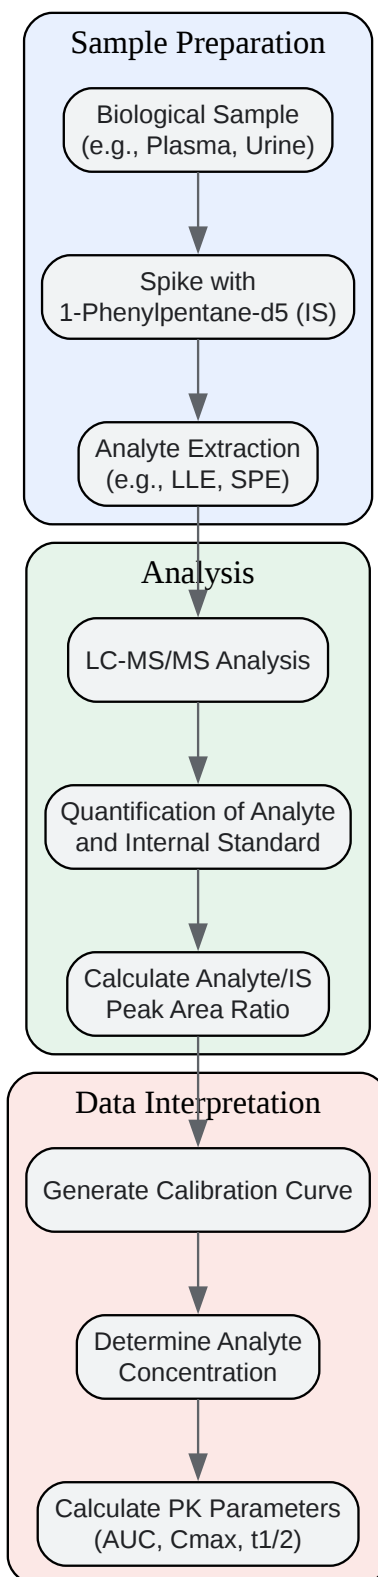 Sample Preparation
Biological Sample
(e.g., Plasma, Urine)
Spike with
1-Phenylpentane-d5 (IS)
Analyte Extraction
(e.g., LLE, SPE)
Analysis
LC-MS/MS Analysis
Quantification of Analyte
and Internal Standard
Calculate Analyte/IS
Peak Area Ratio
Data Interpretation
Generate Calibration Curve
Determine Analyte
Concentration
Calculate PK Parameters
(AUC, Cmax, t1/2)